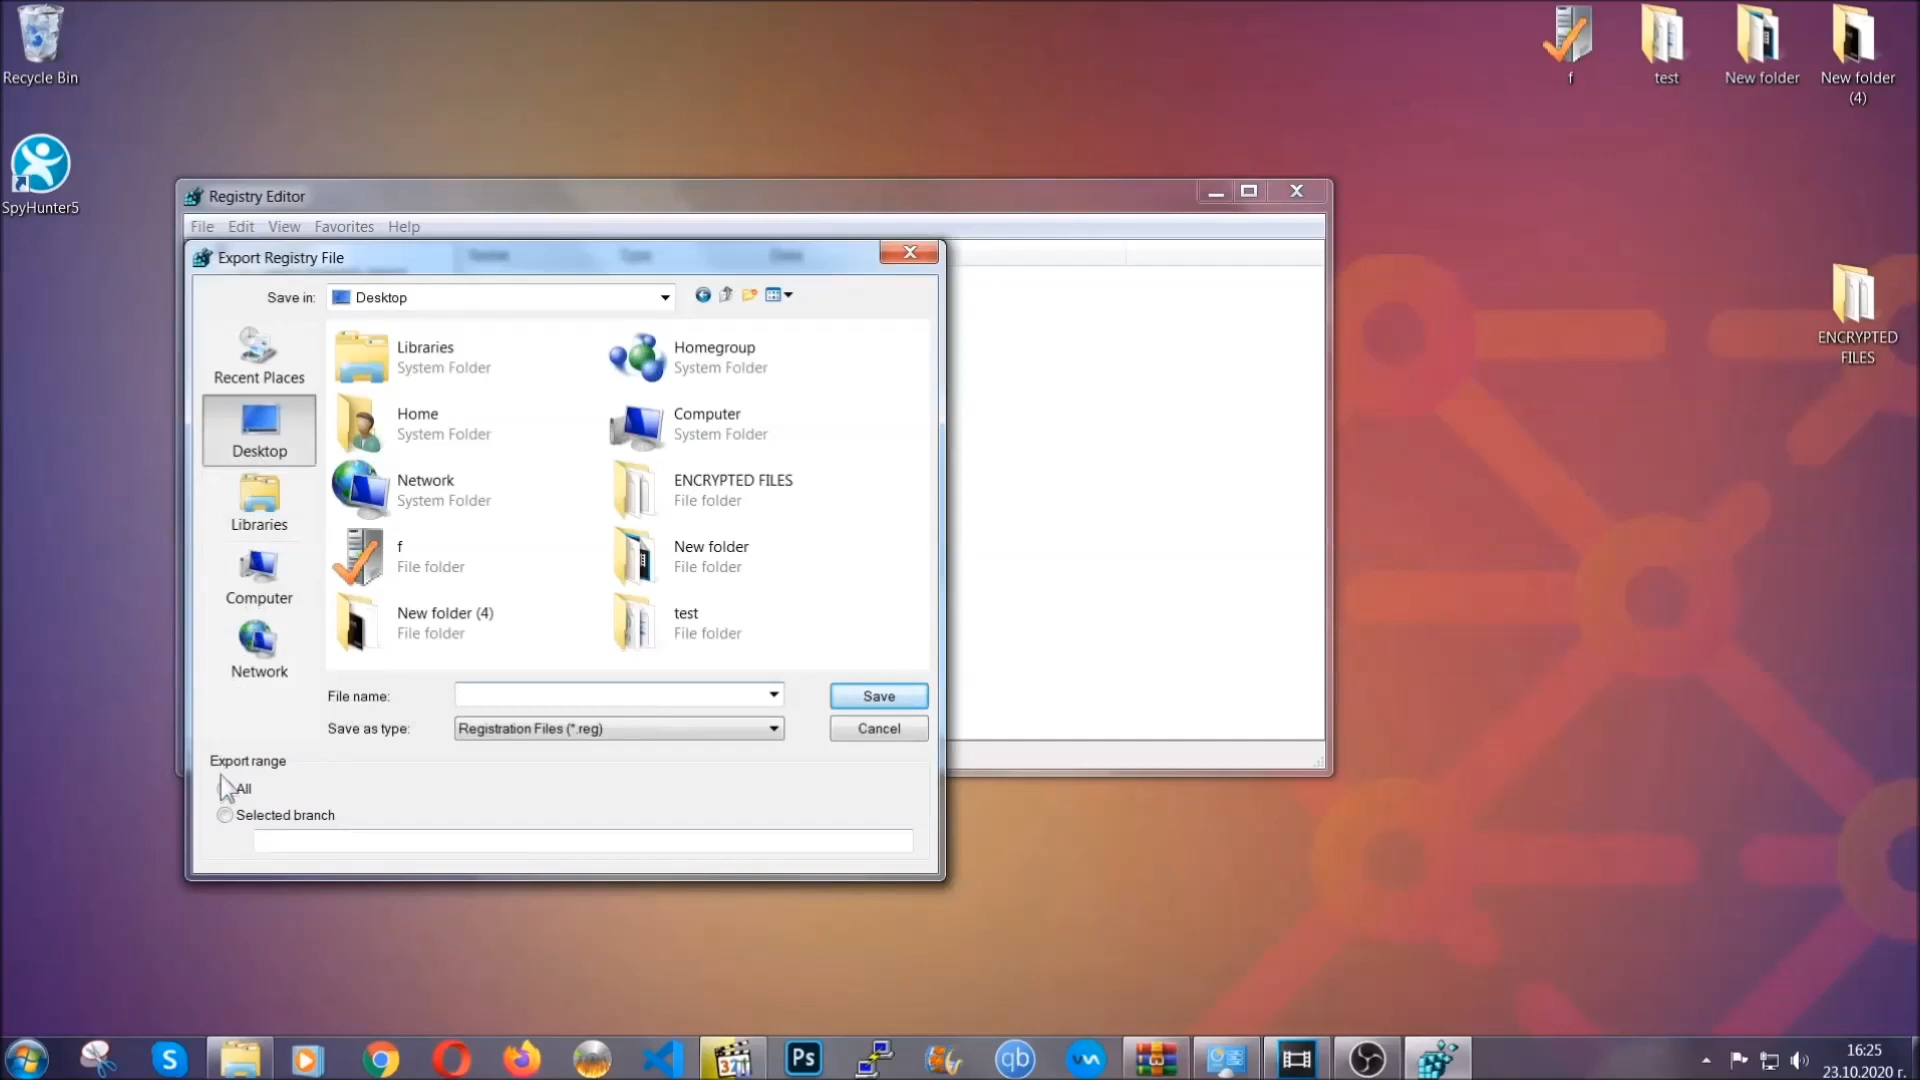 Recycle Bin
SpyHunter5
f
test
New folder
New folder
(4)
ENCRYPTED
FILES
Registry Editor
File Edit View Favorites Help
Export Registry File
Save in:
Desktop
Recent Places
Desktop
Libraries
Computer
Network
Libraries
System Folder
Homegroup
System Folder
Home
System Folder
Computer
System Folder
Network
System Folder
ENCRYPTED FILES
File folder
f
File folder
New folder
File folder
New folder (4)
File folder
test
File folder
File name:
Save
Save as type:
Registration Files (*.reg)
Cancel
Export range
All
Selected branch
S
321
Ps
qb
16:25
23.10.2020 г.